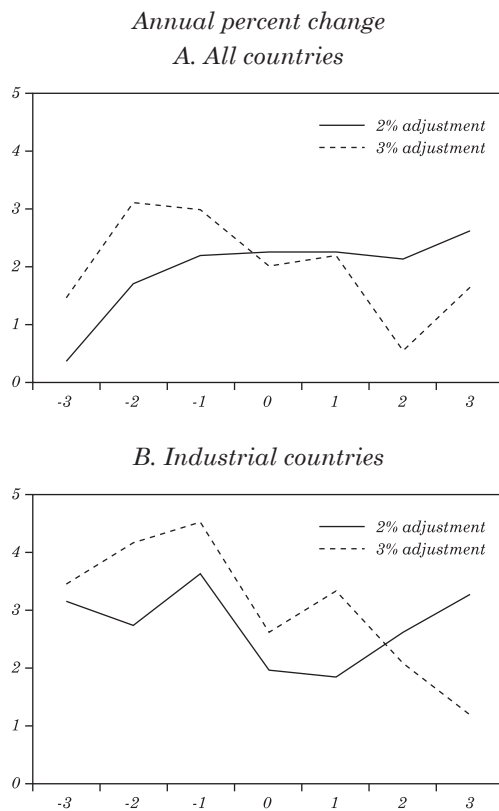 Annual percent change
A. All countries
5
2% adjustment
3% adjustment
4
3
2
1
0
-3 -2 -1 0 1 2 3
B. Industrial countries
5
2% adjustment
3% adjustment
4
3
2
1
0
-3 -2 -1 0 1 2 3